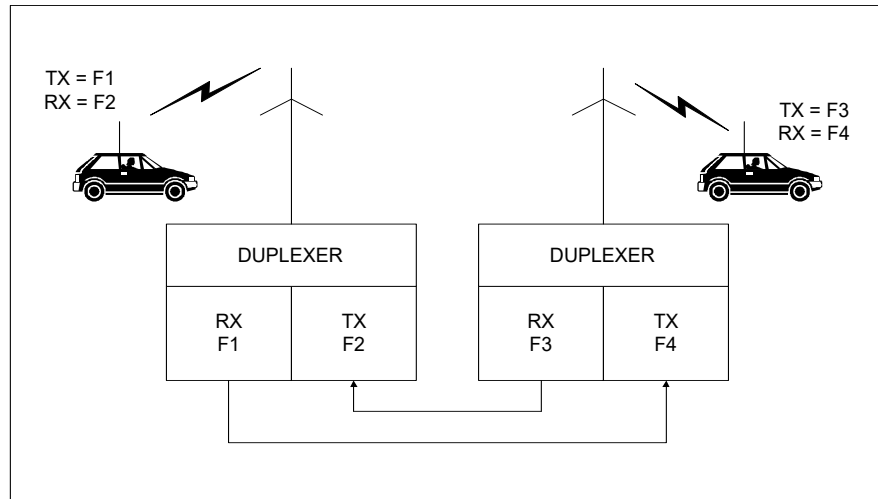 TX = F1
RX = F2
TX = F3
RX = F4
DUPLEXER
DUPLEXER
RX
F1
TX
F2
RX
F3
TX
F4